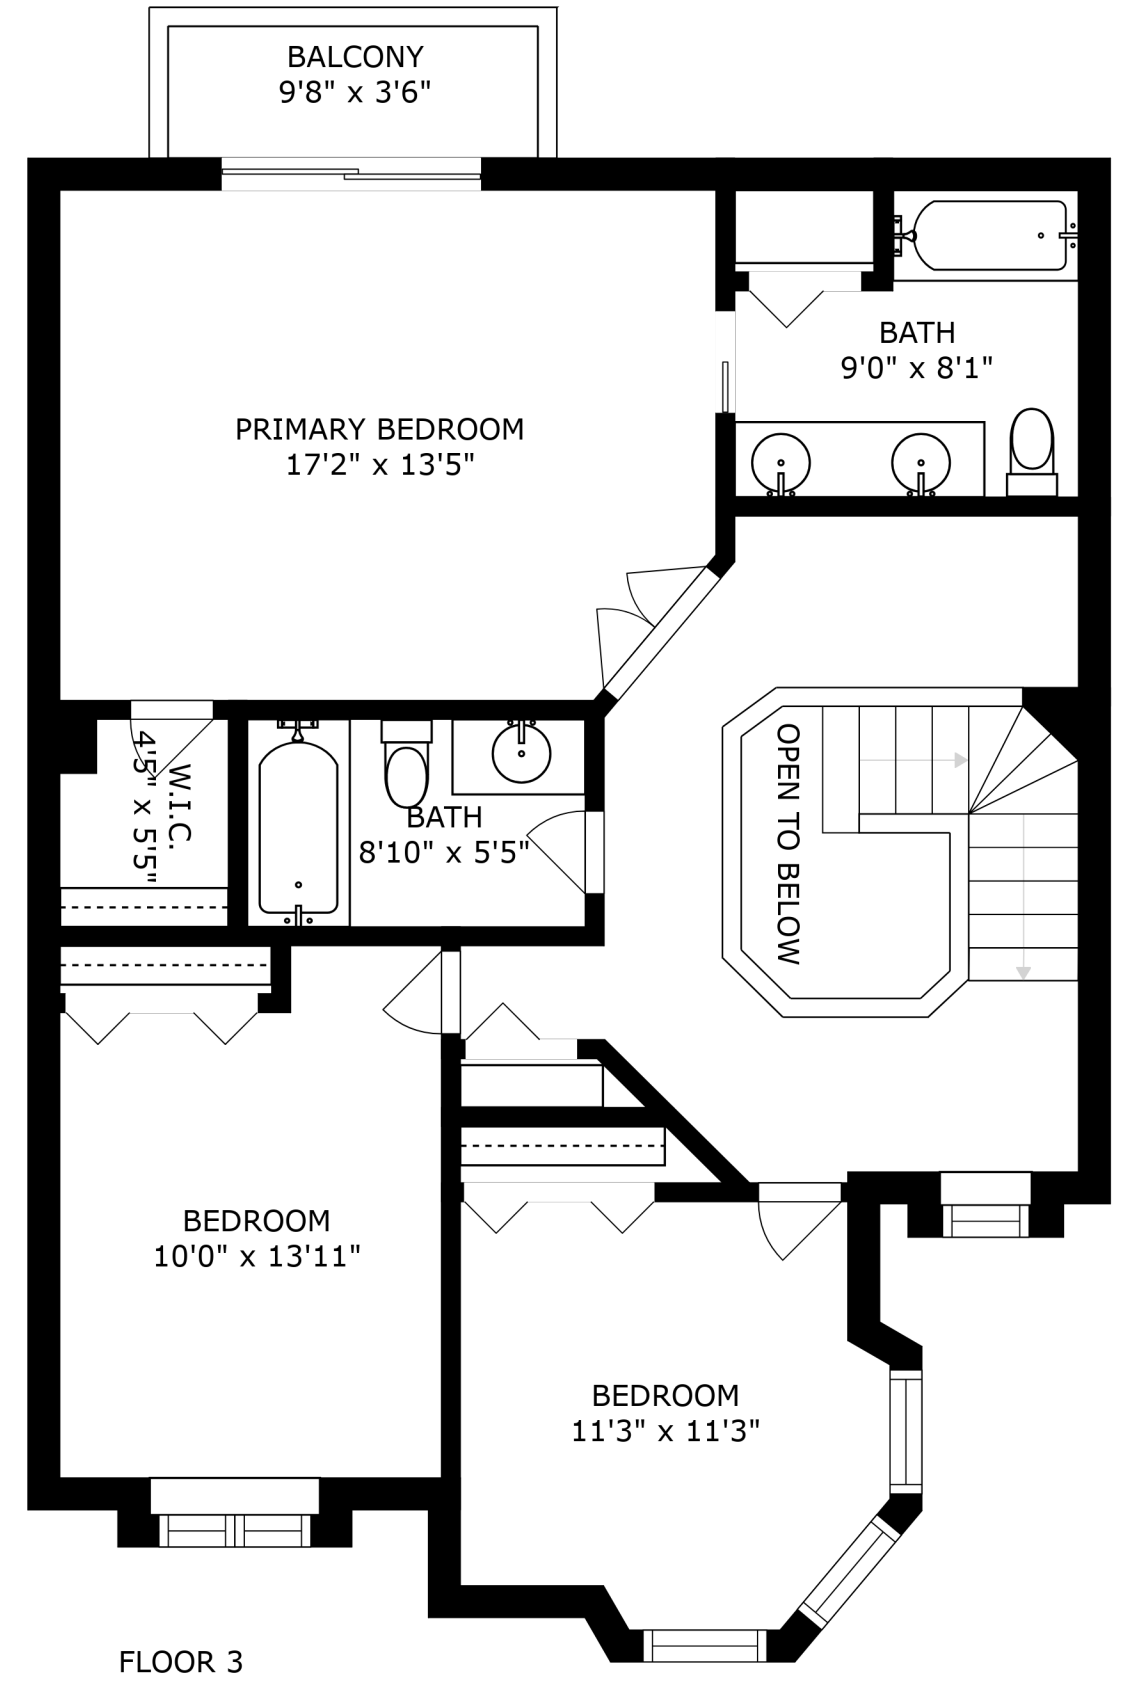 BALCONY
9'8" x 3'6"
BATH
9'0" x 8'1"
PRIMARY BEDROOM
17'2" x 13'5"
W.I.C.
4'5" x 5'5"
BATH
8'10" x 5'5"
OPEN TO BELOW
BEDROOM
10'0" x 13'11"
BEDROOM
11'3" x 11'3"
FLOOR 3